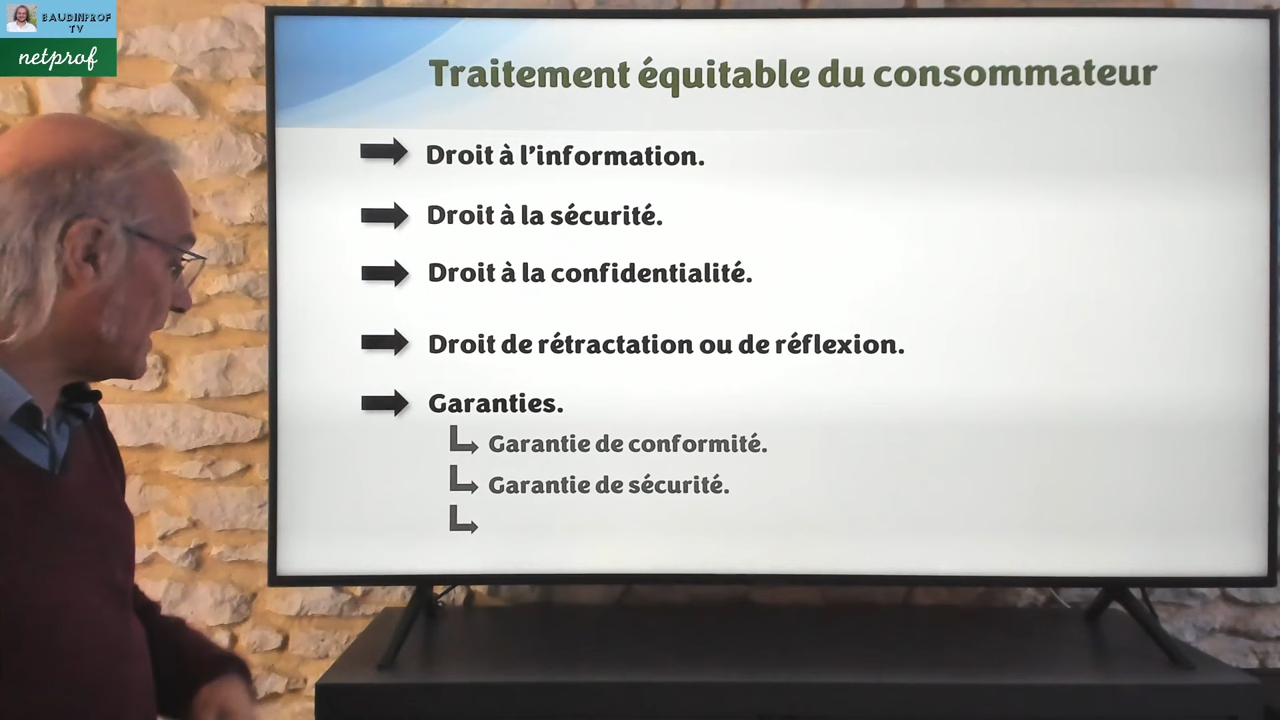 BAUDINPROF
TV
netprof
Traitement équitable du consommateur
Droit à l'information.
Droit à la sécurité.
Droit à la confidentialité.
Droit de rétractation ou de réflexion.
Garanties.
Garantie de conformité.
Garantie de sécurité.